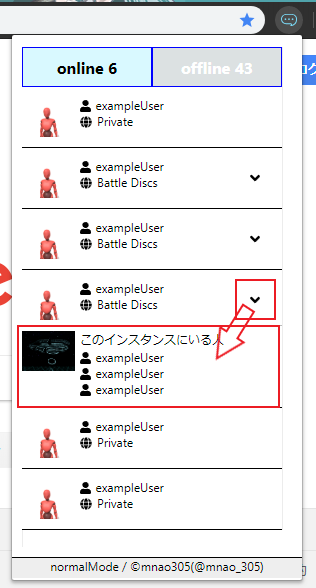 online 6
offline 43
exampleUser
Private
exampleUser
Battle Discs
exampleUser
Battle Discs
exampleUser
Battle Discs
このインスタンスにいる人
exampleUser
exampleUser
exampleUser
exampleUser
Private
exampleUser
Private
normalMode / ©mnao305(@mnao_305)